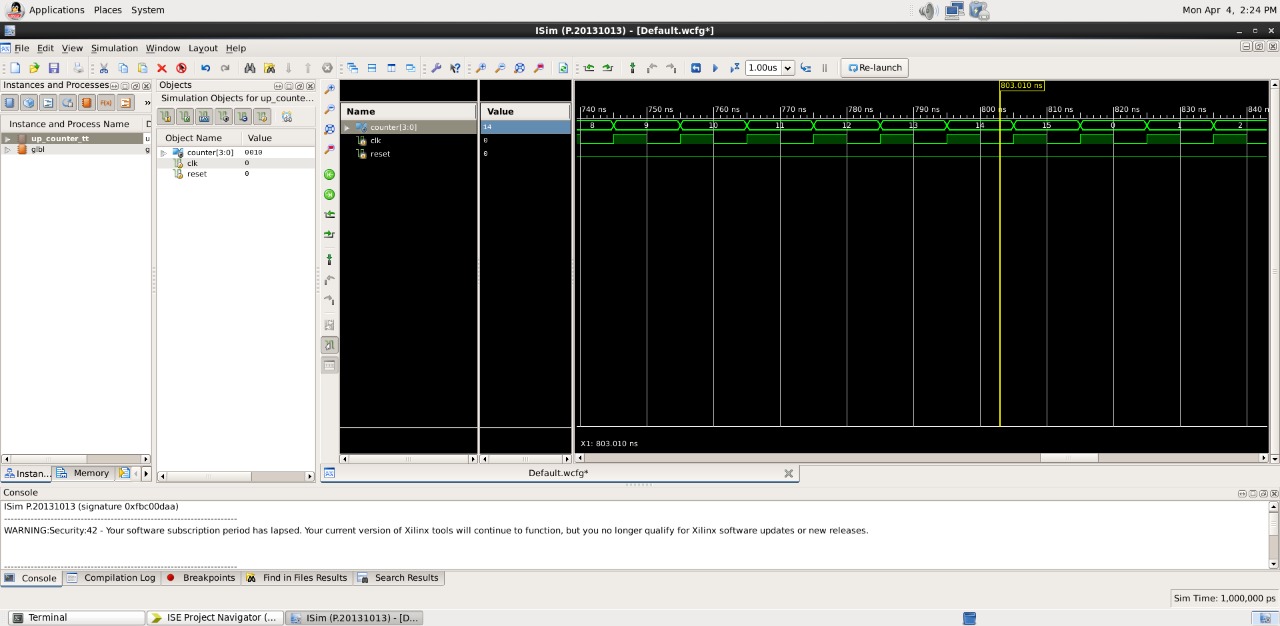 Applications Places System Mon Apr 4, 2:24 PM
ISim (P.20131013) - [Default.wcfg*]
File Edit View Simulation Window Layout Help
1.00us Re-launch
Instances and Processes
Objects
Simulation Objects for up_counte...
Instance and Process Name
up_counter_tt u
glbl g
Object Name Value
counter[3:0] 0010
clk 0
reset 0
Name Value
counter[3:0] 14
clk 0
reset 0
803.010 ns
740 ns 750 ns 760 ns 770 ns 780 ns 790 ns 800 ns 810 ns 820 ns 830 ns 840 n
8 9 10 11 12 13 14 15 0 1 2
X1: 803.010 ns
Instan... Memory
Default.wcfg*
Console
ISim P.20131013 (signature 0xfbc00daa)
WARNING:Security:42 - Your software subscription period has lapsed. Your current version of Xilinx tools will continue to function, but you no longer qualify for Xilinx software updates or new releases.
Console Compilation Log Breakpoints Find in Files Results Search Results
Sim Time: 1,000,000 ps
Terminal ISE Project Navigator (... ISim (P.20131013) - [D...